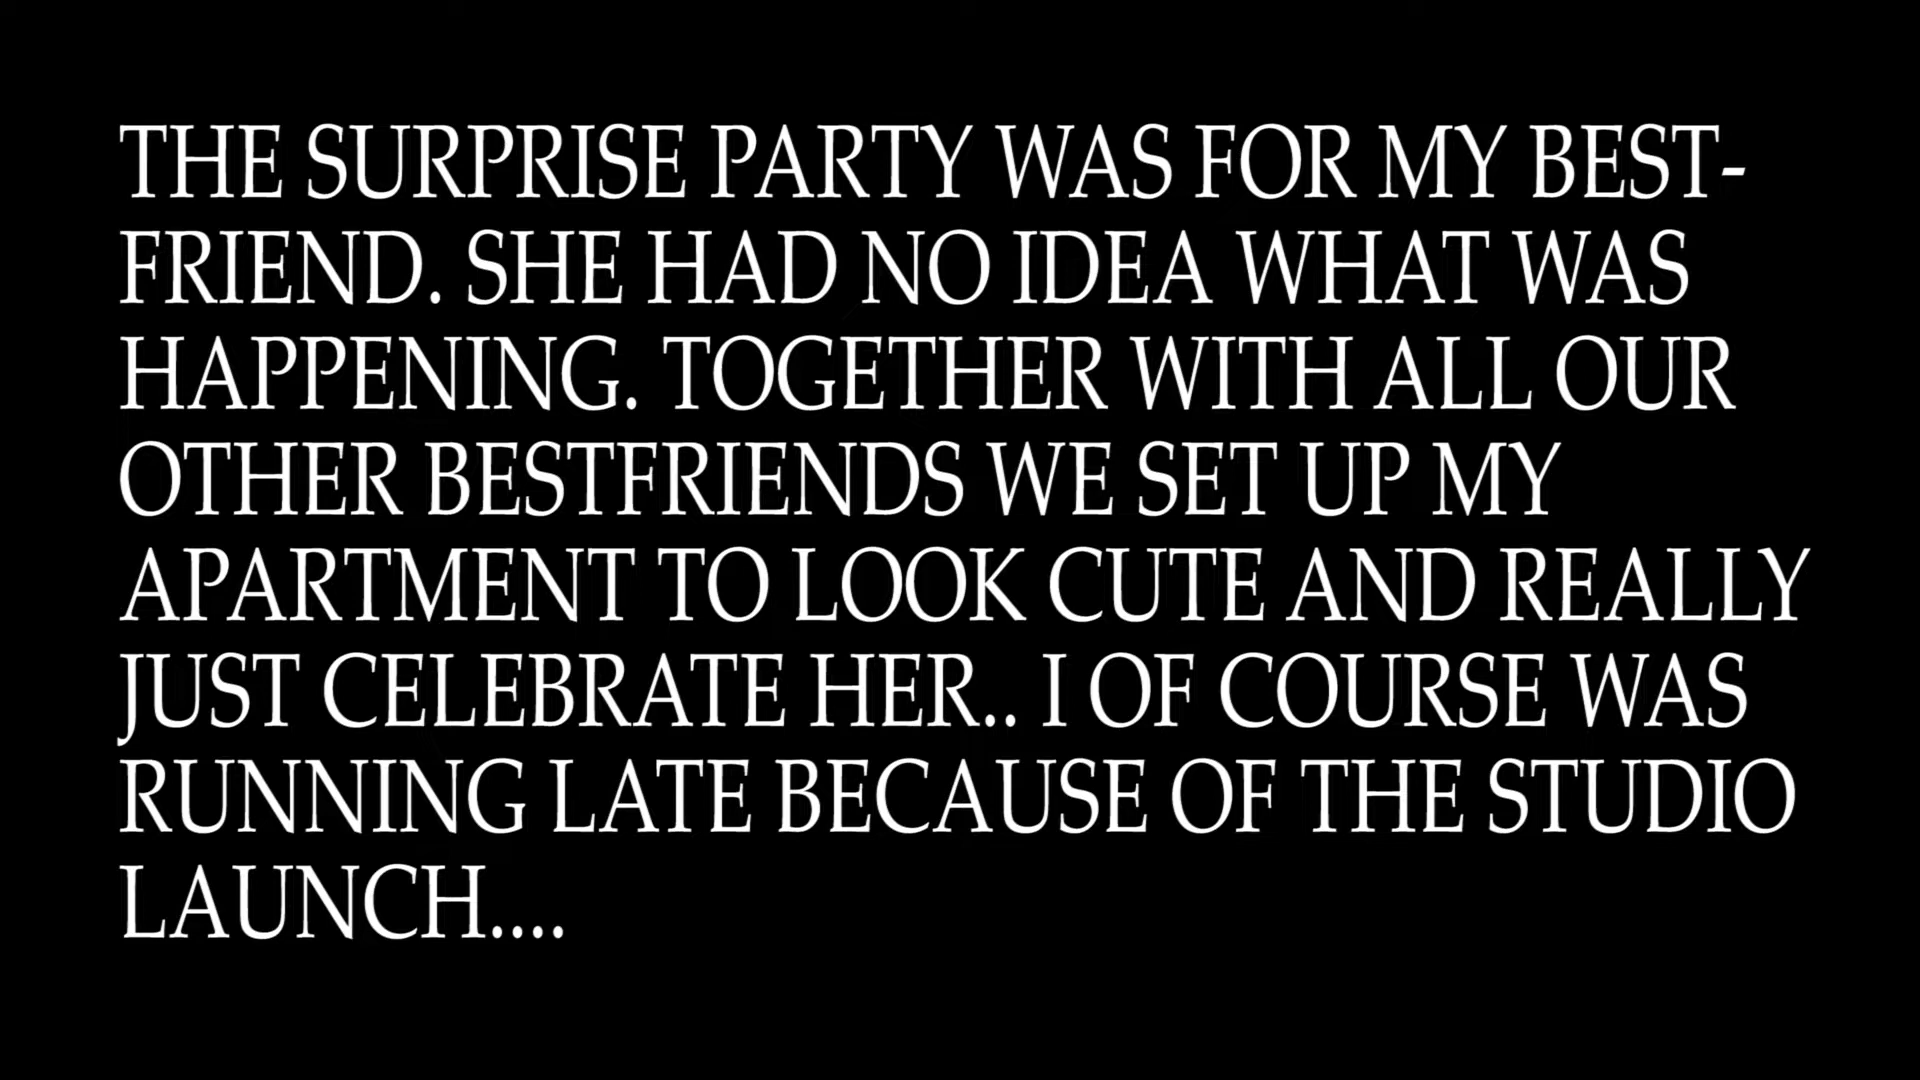 THE SURPRISE PARTY WAS FOR MY BEST-
FRIEND. SHE HAD NO IDEA WHAT WAS
HAPPENING. TOGETHER WITH ALL OUR
OTHER BESTFRIENDS WE SET UP MY
APARTMENT TO LOOK CUTE AND REALLY
JUST CELEBRATE HER.. I OF COURSE WAS
RUNNING LATE BECAUSE OF THE STUDIO
LAUNCH....